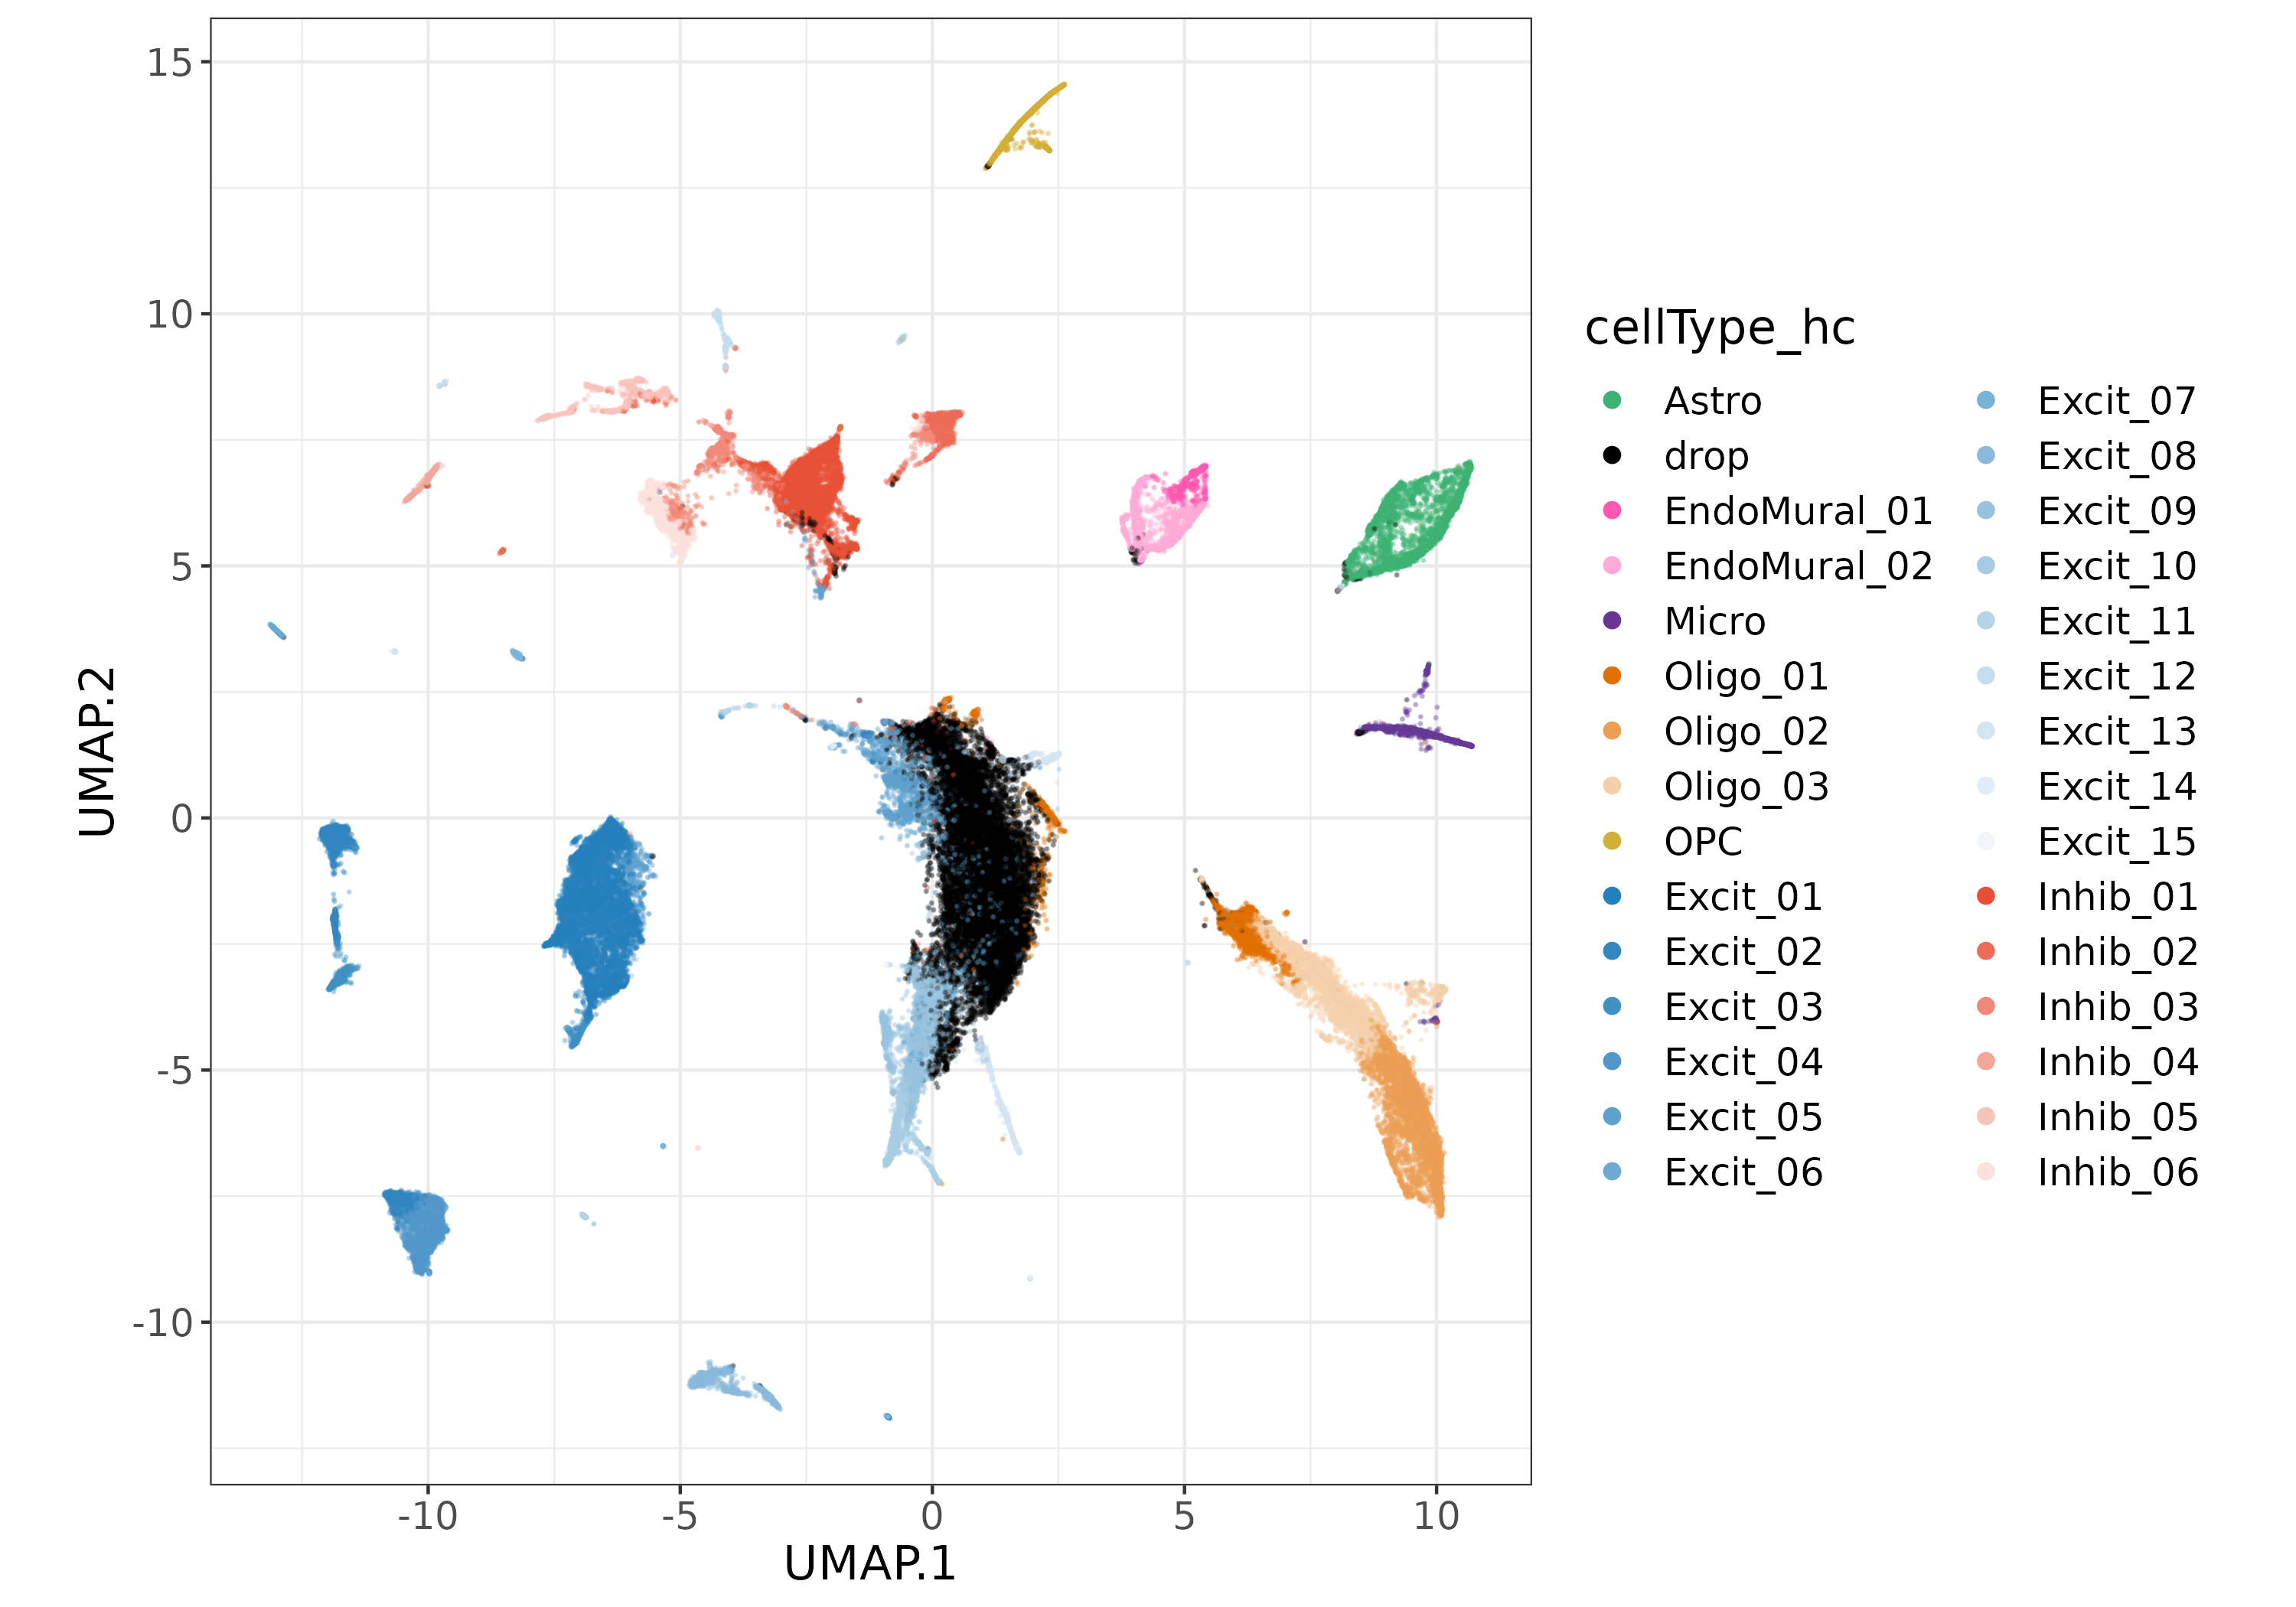 15
10
5
0
-5
-10
UMAP.2
-10
-5
0
5
10
UMAP.1
cellType_hc
Astro
drop
EndoMural_01
EndoMural_02
Micro
Oligo_01
Oligo_02
Oligo_03
OPC
Excit_01
Excit_02
Excit_03
Excit_04
Excit_05
Excit_06
Excit_07
Excit_08
Excit_09
Excit_10
Excit_11
Excit_12
Excit_13
Excit_14
Excit_15
Inhib_01
Inhib_02
Inhib_03
Inhib_04
Inhib_05
Inhib_06